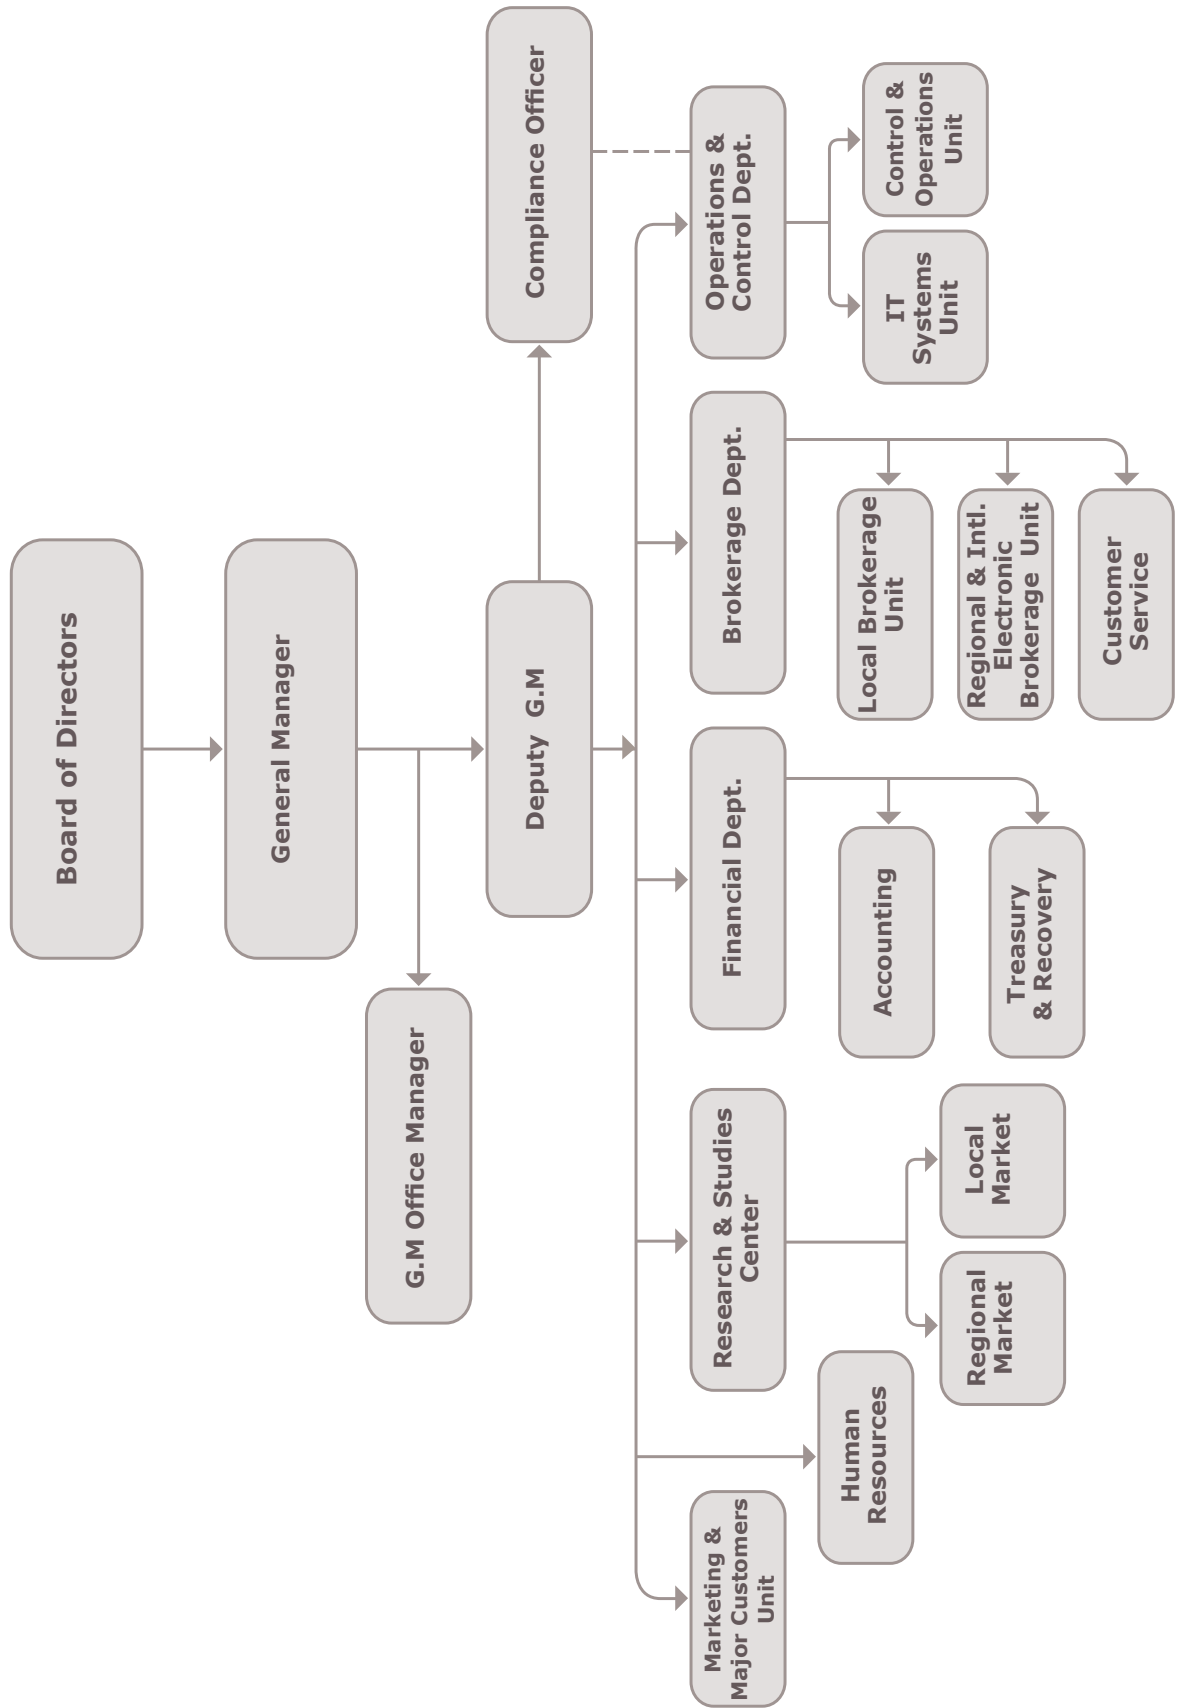 Board of Directors
General Manager
G.M Office Manager
Deputy G.M
Compliance Officer
Marketing &
Major Customers
Unit
Human
Resources
Research & Studies
Center
Regional
Market
Local
Market
Financial Dept.
Accounting
Treasury
& Recovery
Brokerage Dept.
Local Brokerage
Unit
Regional & Intl.
Electronic
Brokerage Unit
Customer
Service
Operations &
Control Dept.
IT
Systems
Unit
Control &
Operations
Unit